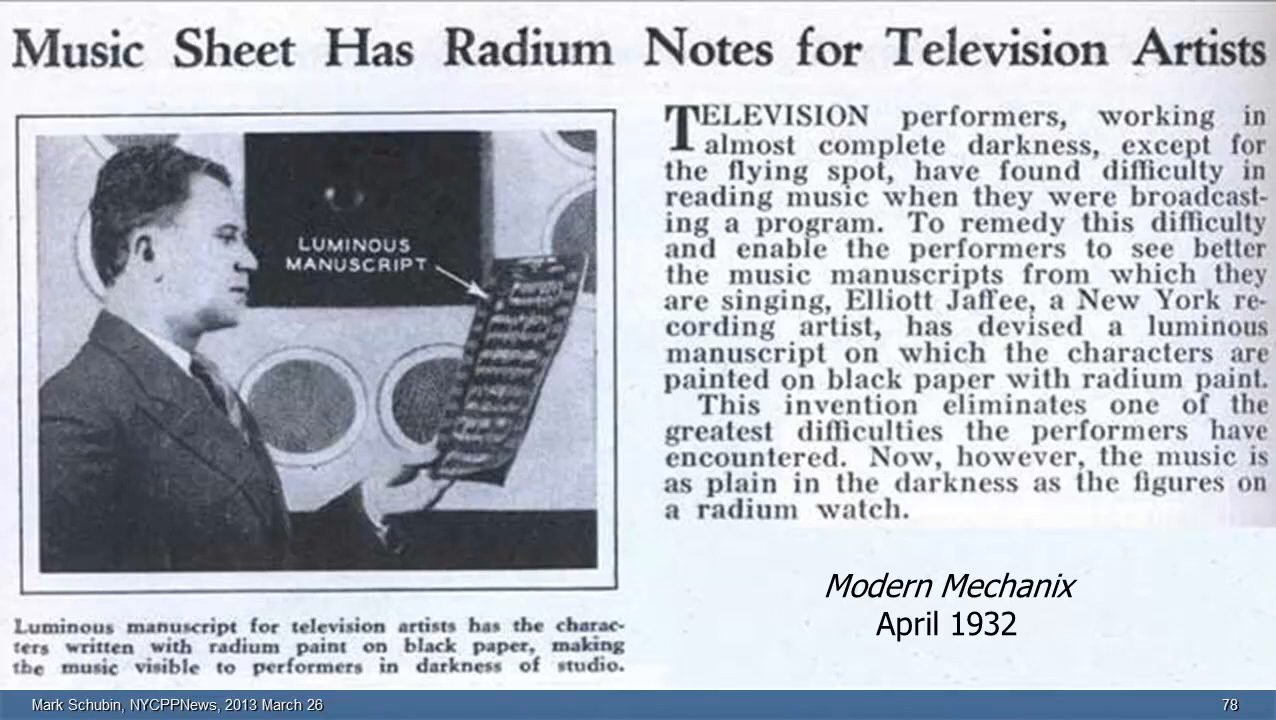 Music Sheet Has Radium Notes for Television Artists
LUMINOUS
MANUSCRIPT
TELEVISION performers, working in
almost complete darkness, except for
the flying spot, have found difficulty in
reading music when they were broadcast-
ing a program. To remedy this difficulty
and enable the performers to see better
the music manuscripts from which they
are singing, Elliott Jaffee, a New York re-
cording artist, has devised a luminous
manuscript on which the characters are
painted on black paper with radium paint.
This invention eliminates one of the
greatest difficulties the performers have
encountered. Now, however, the music is
as plain in the darkness as the figures on
a radium watch.
Luminous manuscript for television artists has the charac-
ters written with radium paint on black paper, making
the music visible to performers in darkness of studio.
Modern Mechanix
April 1932
Mark Schubin, NYCPPNews, 2013 March 26
78